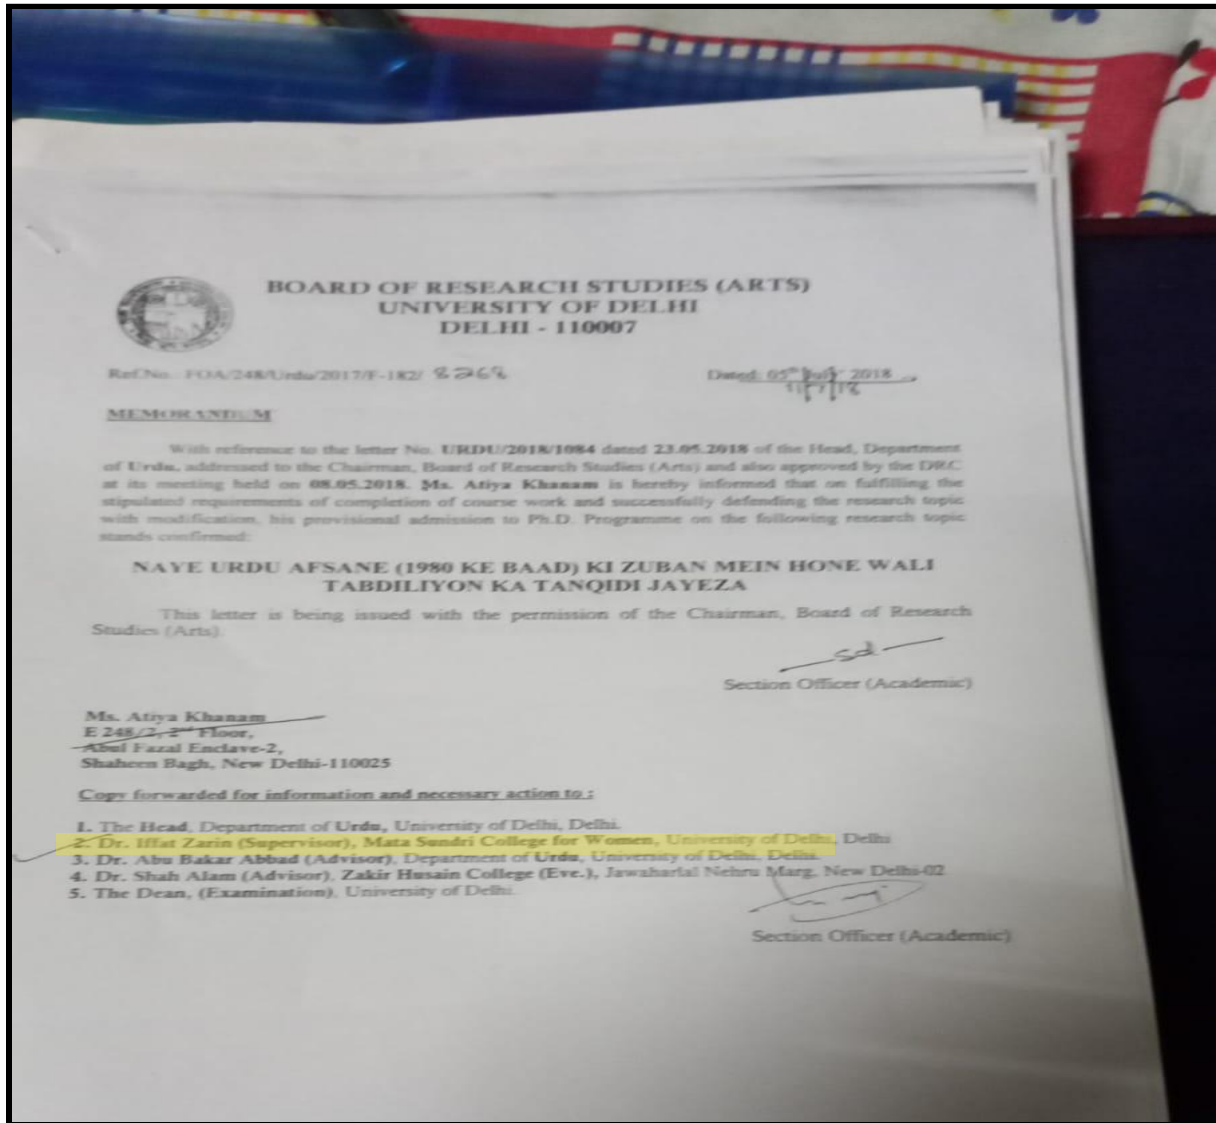 BOARD OF RESEARCH STUDIES (ARTS)
UNIVERSITY OF DELHI
DELHI - 110007
Ref.No. FOA/248/Urdu/2017/F-182/ 8268
Dated: 05th July 2018
11/7/18
MEMORANDUM
With reference to the letter No. URDU/2018/1084 dated 23.05.2018 of the Head, Department
of Urdu, addressed to the Chairman, Board of Research Studies (Arts) and also approved by the DRC
at its meeting held on 08.05.2018. Ms. Atiya Khanam is hereby informed that on fulfilling the
stipulated requirements of completion of course work and successfully defending the research topic
with modification, his provisional admission to Ph.D. Programme on the following research topic
stands confirmed:
NAYE URDU AFSANE (1980 KE BAAD) KI ZUBAN MEIN HONE WALI
TABDILIYON KA TANQIDI JAYEZA
This letter is being issued with the permission of the Chairman, Board of Research
Studies (Arts).
sd
Section Officer (Academic)
Ms. Atiya Khanam
E 248/2, 2nd Floor,
Abul Fazal Enclave-2,
Shaheen Bagh, New Delhi-110025
Copy forwarded for information and necessary action to :
1. The Head, Department of Urdu, University of Delhi, Delhi.
2. Dr. Iffat Zarin (Supervisor), Mata Sundri College for Women, University of Delhi, Delhi
3. Dr. Abu Bakar Abbad (Advisor), Department of Urdu, University of Delhi, Delhi.
4. Dr. Shah Alam (Advisor), Zakir Husain College (Eve.), Jawaharlal Nehru Marg, New Delhi-02
5. The Dean, (Examination), University of Delhi.
Section Officer (Academic)